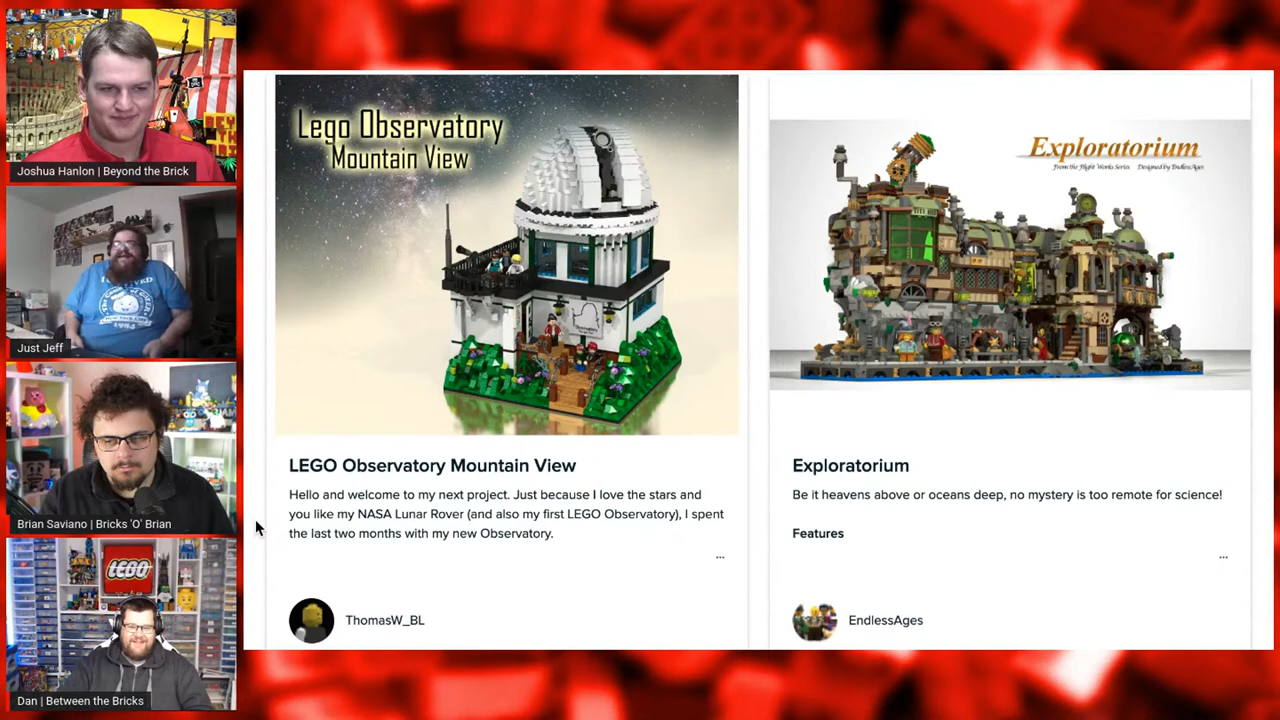 Joshua Hanlon | Beyond the Brick
Just Jeff
Brian Saviano | Bricks 'O' Brian
LEGO
Dan | Between the Bricks
Lego Observatory
Mountain View
LEGO Observatory Mountain View
Hello and welcome to my next project. Just because I love the stars and
you like my NASA Lunar Rover (and also my first LEGO Observatory), I spent
the last two months with my new Observatory.
...
ThomasW_BL
Exploratorium
From the Flight Works Series Designed by EndlessAges
Exploratorium
Be it heavens above or oceans deep, no mystery is too remote for science!
Features
...
EndlessAges